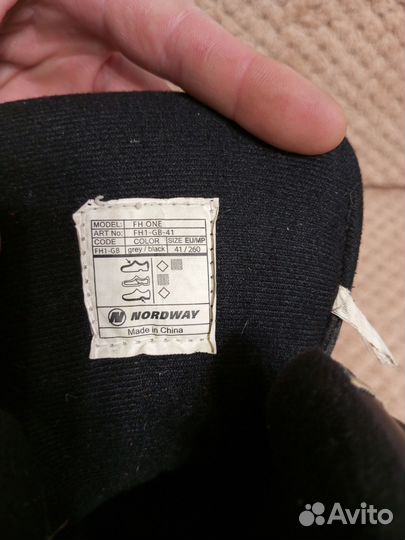 MODEL: FH ONE
ART No: FH1-GB-41
CODE COLOR SIZE EU/MP
FH1-GB grey / black 41 / 260
NORDWAY
Made in China
Avito